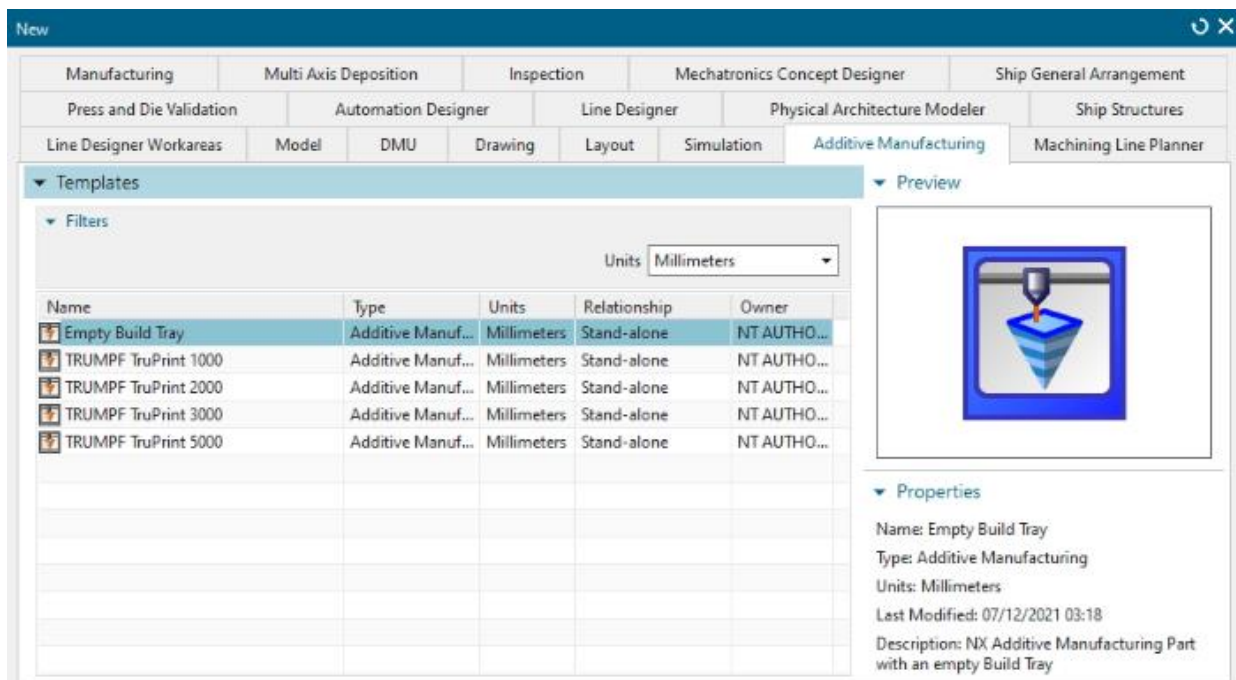 New
Manufacturing Multi Axis Deposition Inspection Mechatronics Concept Designer Ship General Arrangement
Press and Die Validation Automation Designer Line Designer Physical Architecture Modeler Ship Structures
Line Designer Workareas Model DMU Drawing Layout Simulation Additive Manufacturing Machining Line Planner
Templates
Filters
Units Millimeters
Name Type Units Relationship Owner
Empty Build Tray Additive Manuf... Millimeters Stand-alone NT AUTHO...
TRUMPF TruPrint 1000 Additive Manuf... Millimeters Stand-alone NT AUTHO...
TRUMPF TruPrint 2000 Additive Manuf... Millimeters Stand-alone NT AUTHO...
TRUMPF TruPrint 3000 Additive Manuf... Millimeters Stand-alone NT AUTHO...
TRUMPF TruPrint 5000 Additive Manuf... Millimeters Stand-alone NT AUTHO...
Preview
Properties
Name: Empty Build Tray
Type: Additive Manufacturing
Units: Millimeters
Last Modified: 07/12/2021 03:18
Description: NX Additive Manufacturing Part
with an empty Build Tray